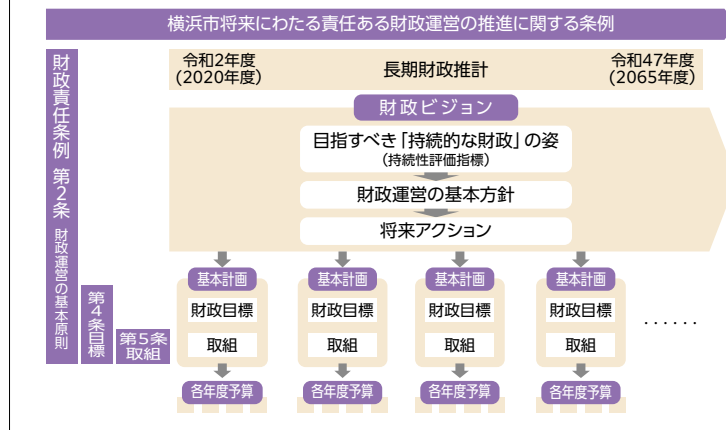 横浜市将来にわたる責任ある財政運営の推進に関する条例
財政責任条例 第2条 財政運営の基本原則
第4条 目標
第5条
取組
令和2年度
(2020年度)
長期財政推計
令和47年度
(2065年度)
財政ビジョン
目指すべき「持続的な財政」の姿
(持続性評価指標)
財政運営の基本方針
将来アクション
基本計画 基本計画 基本計画 基本計画
財政目標 財政目標 財政目標 財政目標
取組 取組 取組 取組
‥‥‥
各年度予算 各年度予算 各年度予算 各年度予算